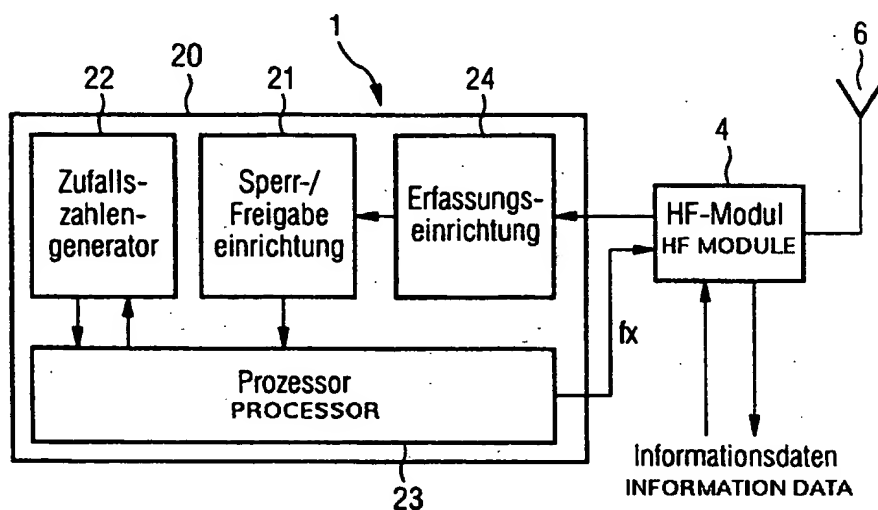 1
20
22
21
24
6
4
Zufalls-
zahlen-
generator
Sperr-/
Freigabe
einrichtung
Erfassungs-
einrichtung
HF-Modul
HF MODULE
fx
Prozessor
PROCESSOR
23
Informationsdaten
INFORMATION DATA